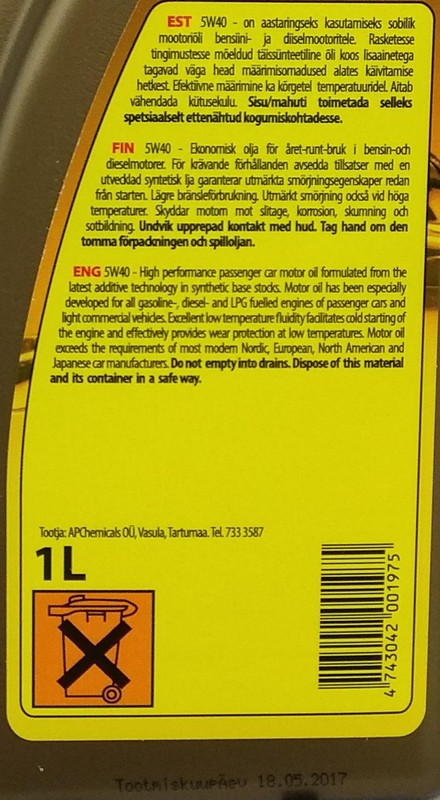 EST 5W40 - on aastaringseks kasutamiseks sobilik
mootoriõli bensiini- ja diiselmootoritele. Rasketesse
tingimustesse mõeldud täissünteetiline õli koos lisaainetega
tagavad väga head määrimisomadused alates käivitamise
hetkest. Efektiivne määrimine ka kõrgetel temperatuuridel. Aitab
vähendada kütusekulu. Sisu/mahuti toimetada selleks
spetsiaalselt ettenähtud kogumiskohtadesse.
FIN 5W40 - Ekonomisk olja för året-runt-bruk i bensin-och
dieselmotorer. För krävande förhållanden avsedda tillsatser med en
utvecklad syntetisk lja garanterar utmärkta smörjningsegenskaper redan
från starten. Lägre bränsleförbrukning. Utmärkt smörjning också vid höga
temperaturer. Skyddar motorn mot slitage, korrosion, skumning och
sotbildning. Undvik upprepad kontakt med hud. Tag hand om den
tomma förpackningen och spilloljan.
ENG 5W40 - High performance passenger car motor oil formulated from the
latest additive technology in synthetic base stocks. Motor oil has been especially
developed for all gasoline-, diesel- and LPG fuelled engines of passenger cars and
light commercial vehicles. Excellent low temperature fluidity facilitates cold starting of
the engine and effectively provides wear protection at low temperatures. Motor oil
exceeds the requirements of most modern Nordic, European, North American and
Japanese car manufacturers. Do not empty into drains. Dispose of this material
and its container in a safe way.
Tootja: APChemicals OÜ, Vasula, Tartumaa. Tel. 733 3587
1L
4 743042 001975
Tootmiskuupäev 18.05.2017